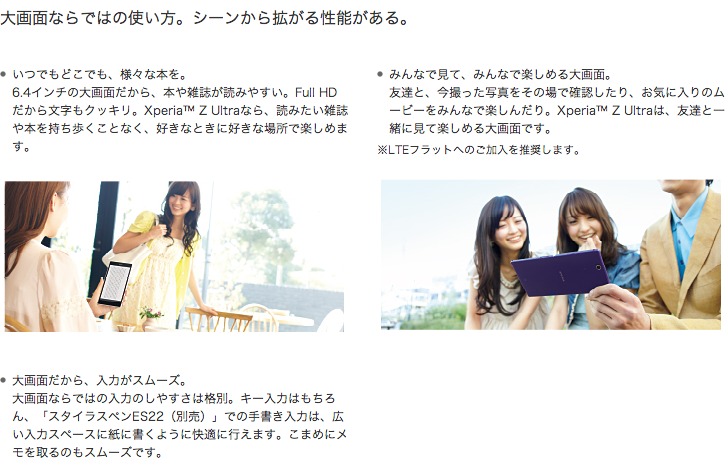 大画面ならではの使い方。シーンから拡がる性能がある。
いつでもどこでも、様々な本を。
6.4インチの大画面だから、本や雑誌が読みやすい。Full HD
だから文字もクッキリ。Xperia™ Z Ultraなら、読みたい雑誌
や本を持ち歩くことなく、好きなときに好きな場所で楽しめま
す。
みんなで見て、みんなで楽しめる大画面。
友達と、今撮った写真をその場で確認したり、お気に入りのム
ービーをみんなで楽しんだり。Xperia™ Z Ultraは、友達と一
緒に見て楽しめる大画面です。
※LTEフラットへのご加入を推奨します。
大画面だから、入力がスムーズ。
大画面ならではの入力のしやすさは格別。キー入力はもちろ
ん、「スタイラスペンES22（別売）」での手書き入力は、広
い入力スペースに紙に書くように快適に行えます。こまめにメ
モを取るのもスムーズです。